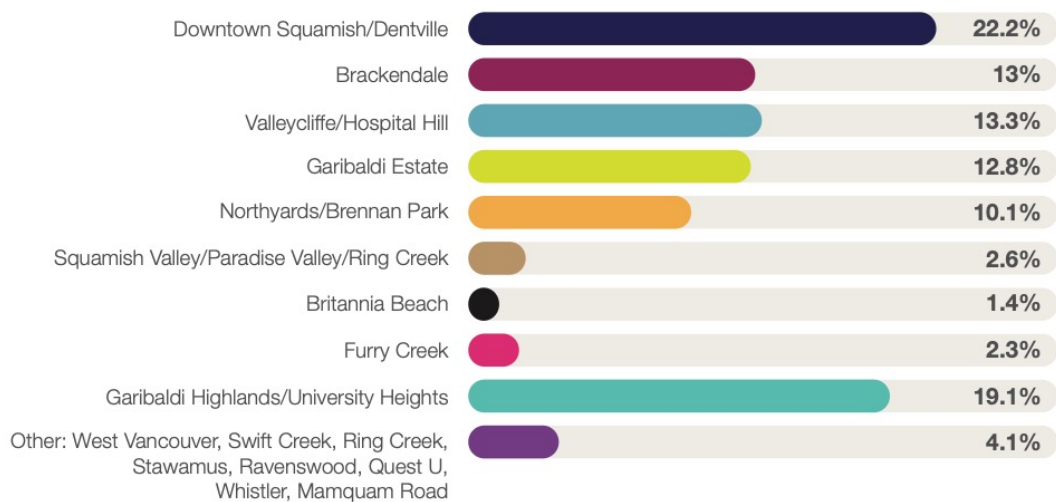 Downtown Squamish/Dentville 22.2%
Brackendale 13%
Valleycliffe/Hospital Hill 13.3%
Garibaldi Estate 12.8%
Northyards/Brennan Park 10.1%
Squamish Valley/Paradise Valley/Ring Creek 2.6%
Britannia Beach 1.4%
Furry Creek 2.3%
Garibaldi Highlands/University Heights 19.1%
Other: West Vancouver, Swift Creek, Ring Creek, 4.1%
Stawamus, Ravenswood, Quest U,
Whistler, Mamquam Road